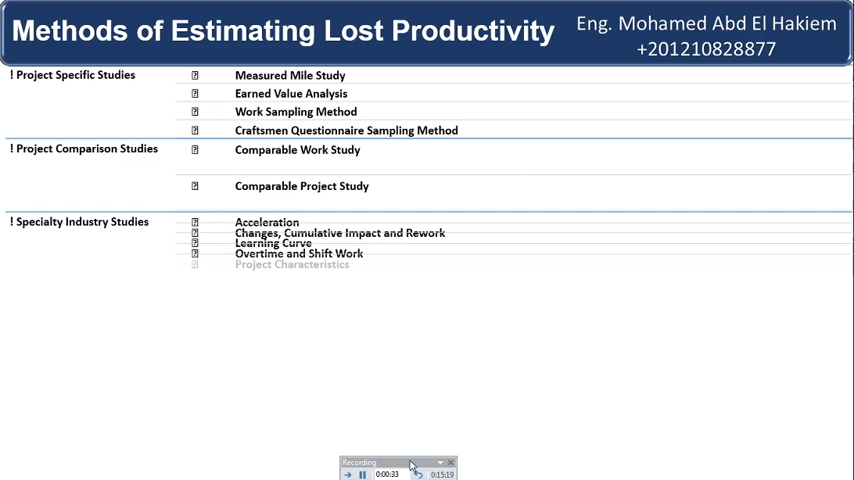 Methods of Estimating Lost Productivity
Eng. Mohamed Abd El Hakiem
+201210828877
! Project Specific Studies
Measured Mile Study
Earned Value Analysis
Work Sampling Method
Craftsmen Questionnaire Sampling Method
! Project Comparison Studies
Comparable Work Study
Comparable Project Study
! Specialty Industry Studies
Acceleration
Changes, Cumulative Impact and Rework
Learning Curve
Overtime and Shift Work
Project Characteristics
Recording
0:00:33
0:15:19